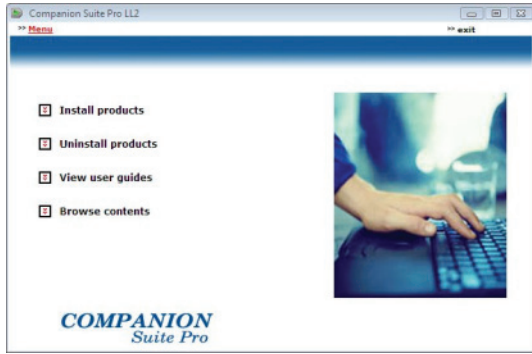 Companion Suite Pro LL2
>> Menu
>> exit
Install products
Uninstall products
View user guides
Browse contents
COMPANION
Suite Pro